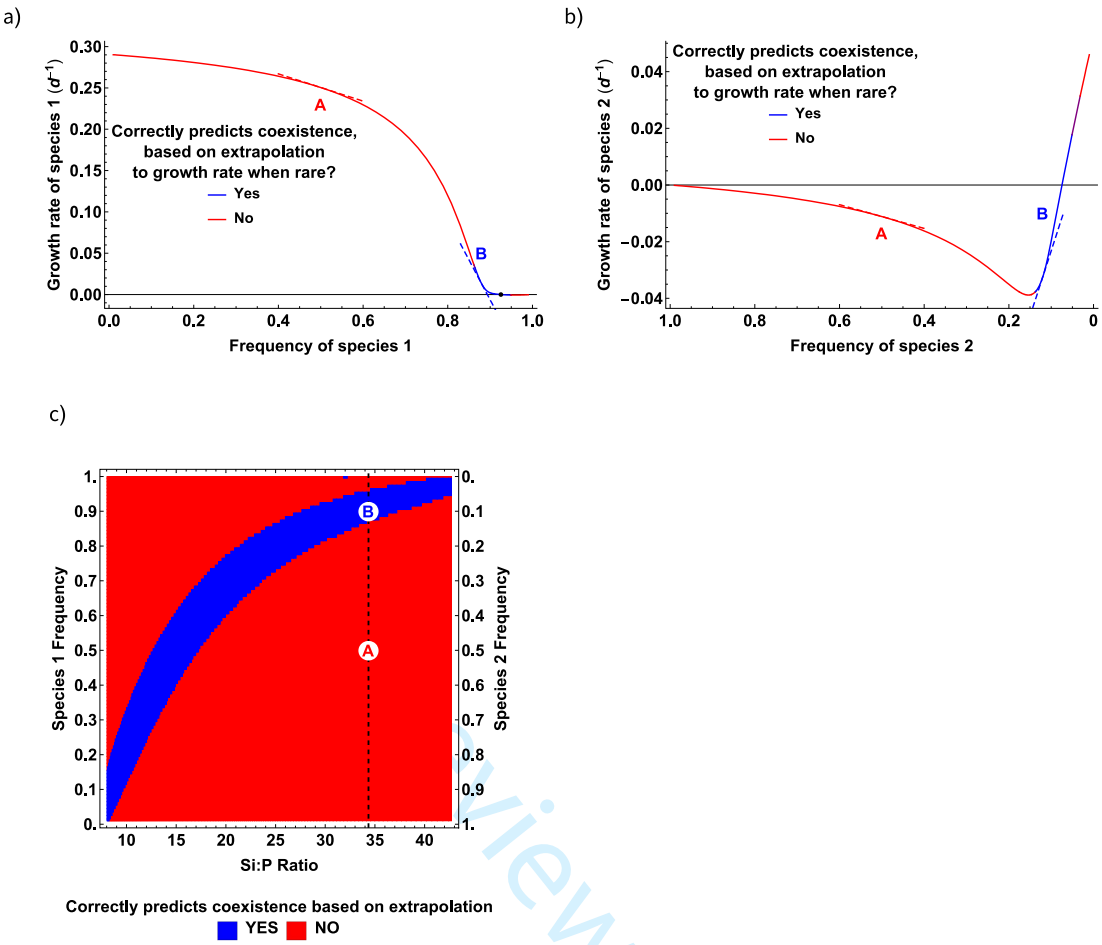 a)
Growth rate of species 1 (d⁻¹)
0.30
0.25
0.20
0.15
0.10
0.05
0.00
A
Correctly predicts coexistence,
based on extrapolation
to growth rate when rare?
Yes
No
B
0.0 0.2 0.4 0.6 0.8 1.0
Frequency of species 1
b)
Growth rate of species 2 (d⁻¹)
0.04
0.02
0.00
−0.02
−0.04
Correctly predicts coexistence,
based on extrapolation
to growth rate when rare?
Yes
No
B
A
1.0 0.8 0.6 0.4 0.2 0
Frequency of species 2
c)
Species 1 Frequency
1.
0.9
0.8
0.7
0.6
0.5
0.4
0.3
0.2
0.1
0.
B
A
0.
0.1
0.2
0.3
0.4
0.5
0.6
0.7
0.8
0.9
1.
Species 2 Frequency
10 15 20 25 30 35 40
Si:P Ratio
eview
Correctly predicts coexistence based on extrapolation
YES NO